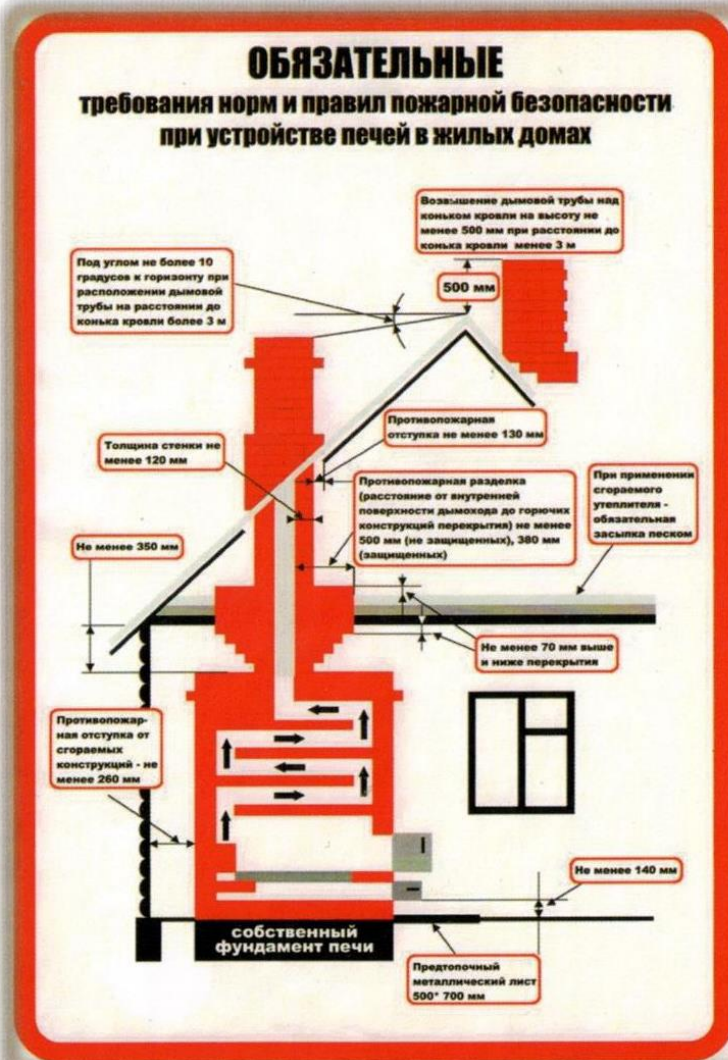 ОБЯЗАТЕЛЬНЫЕ
требования норм и правил пожарной безопасности
при устройстве печей в жилых домах
Возвышение дымовой трубы над
коньком кровли на высоту не
менее 500 мм при расстоянии до
конька кровли менее 3 м
Под углом не более 10
градусов к горизонту при
расположении дымовой
трубы на расстоянии до
конька кровли более 3 м
500 мм
Противопожарная
отступка не менее 130 мм
Толщина стенки не
менее 120 мм
Противопожарная разделка
(расстояние от внутренней
поверхности дымохода до горючих
конструкций перекрытия) не менее
500 мм (не защищенных), 380 мм
(защищенных)
При применении
сгораемого
утеплителя -
обязательная
засыпка песком
Не менее 350 мм
Не менее 70 мм выше
и ниже перекрытия
Противопожар-
ная отступка от
сгораемых
конструкций - не
менее 260 мм
Не менее 140 мм
собственный
фундамент печи
Предтопочный
металлический лист
500* 700 мм